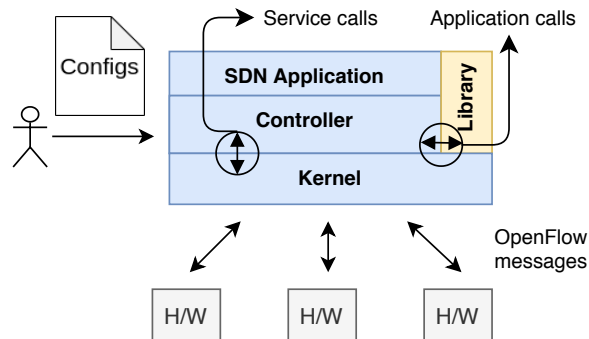 Service calls
Application calls
Configs
SDN Application
Library
Controller
Kernel
OpenFlow
messages
H/W
H/W
H/W